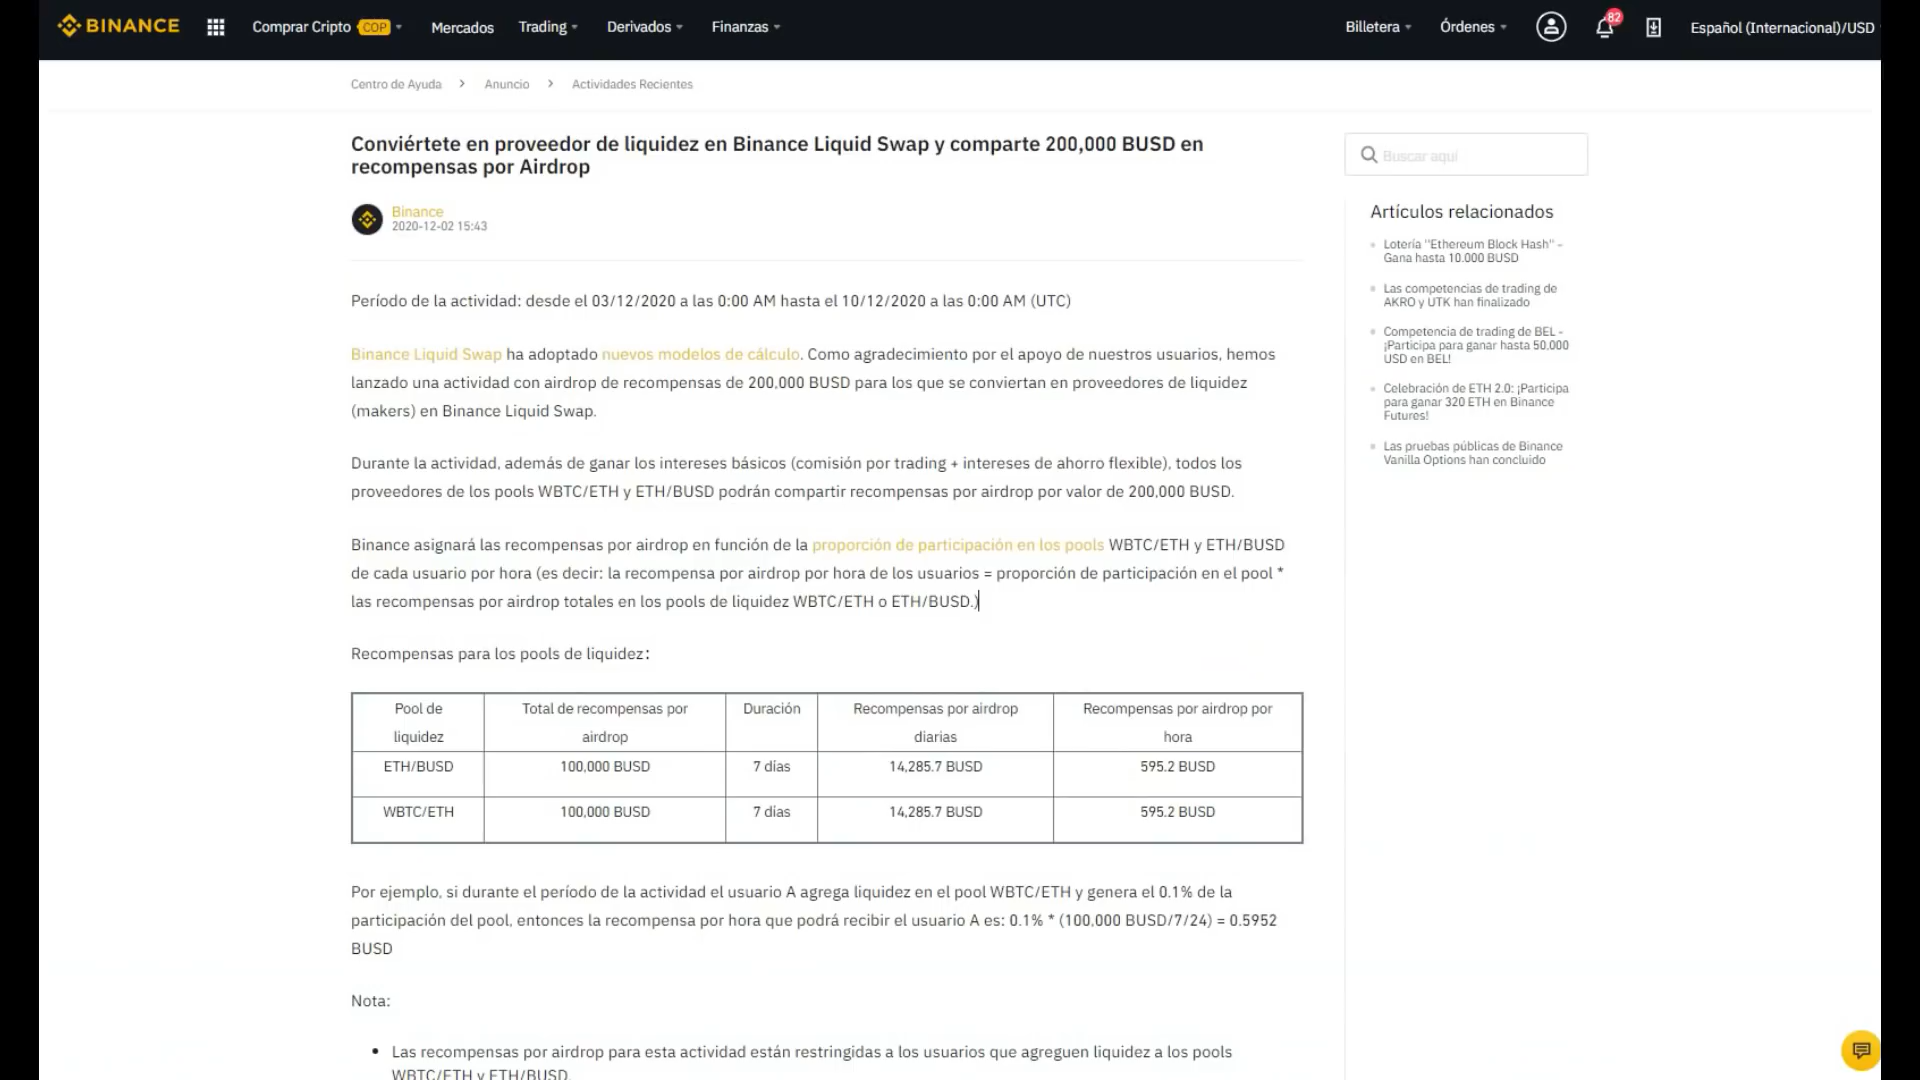 BINANCE Comprar Cripto COP Mercados Trading Derivados Finanzas Billetera Órdenes 82 Español (Internacional)/USD
Centro de Ayuda > Anuncio > Actividades Recientes
Conviértete en proveedor de liquidez en Binance Liquid Swap y comparte 200,000 BUSD en
recompensas por Airdrop
Binance
2020-12-02 15:43
Período de la actividad: desde el 03/12/2020 a las 0:00 AM hasta el 10/12/2020 a las 0:00 AM (UTC)
Binance Liquid Swap ha adoptado nuevos modelos de cálculo. Como agradecimiento por el apoyo de nuestros usuarios, hemos
lanzado una actividad con airdrop de recompensas de 200,000 BUSD para los que se conviertan en proveedores de liquidez
(makers) en Binance Liquid Swap.
Durante la actividad, además de ganar los intereses básicos (comisión por trading + intereses de ahorro flexible), todos los
proveedores de los pools WBTC/ETH y ETH/BUSD podrán compartir recompensas por airdrop por valor de 200,000 BUSD.
Binance asignará las recompensas por airdrop en función de la proporción de participación en los pools WBTC/ETH y ETH/BUSD
de cada usuario por hora (es decir: la recompensa por airdrop por hora de los usuarios = proporción de participación en el pool *
las recompensas por airdrop totales en los pools de liquidez WBTC/ETH o ETH/BUSD.)
Recompensas para los pools de liquidez:
Pool de
liquidez
Total de recompensas por
airdrop
Duración
Recompensas por airdrop
diarias
Recompensas por airdrop por
hora
ETH/BUSD 100,000 BUSD 7 días 14,285.7 BUSD 595.2 BUSD
WBTC/ETH 100,000 BUSD 7 días 14,285.7 BUSD 595.2 BUSD
Por ejemplo, si durante el período de la actividad el usuario A agrega liquidez en el pool WBTC/ETH y genera el 0.1% de la
participación del pool, entonces la recompensa por hora que podrá recibir el usuario A es: 0.1% * (100,000 BUSD/7/24) = 0.5952
BUSD
Nota:
• Las recompensas por airdrop para esta actividad están restringidas a los usuarios que agreguen liquidez a los pools
WBTC/ETH y ETH/BUSD.
Buscar aquí
Artículos relacionados
Lotería "Ethereum Block Hash" -
Gana hasta 10.000 BUSD
Las competencias de trading de
AKRO y UTK han finalizado
Competencia de trading de BEL -
¡Participa para ganar hasta 50.000
USD en BEL!
Celebración de ETH 2.0: ¡Participa
para ganar 320 ETH en Binance
Futures!
Las pruebas públicas de Binance
Vanilla Options han concluido